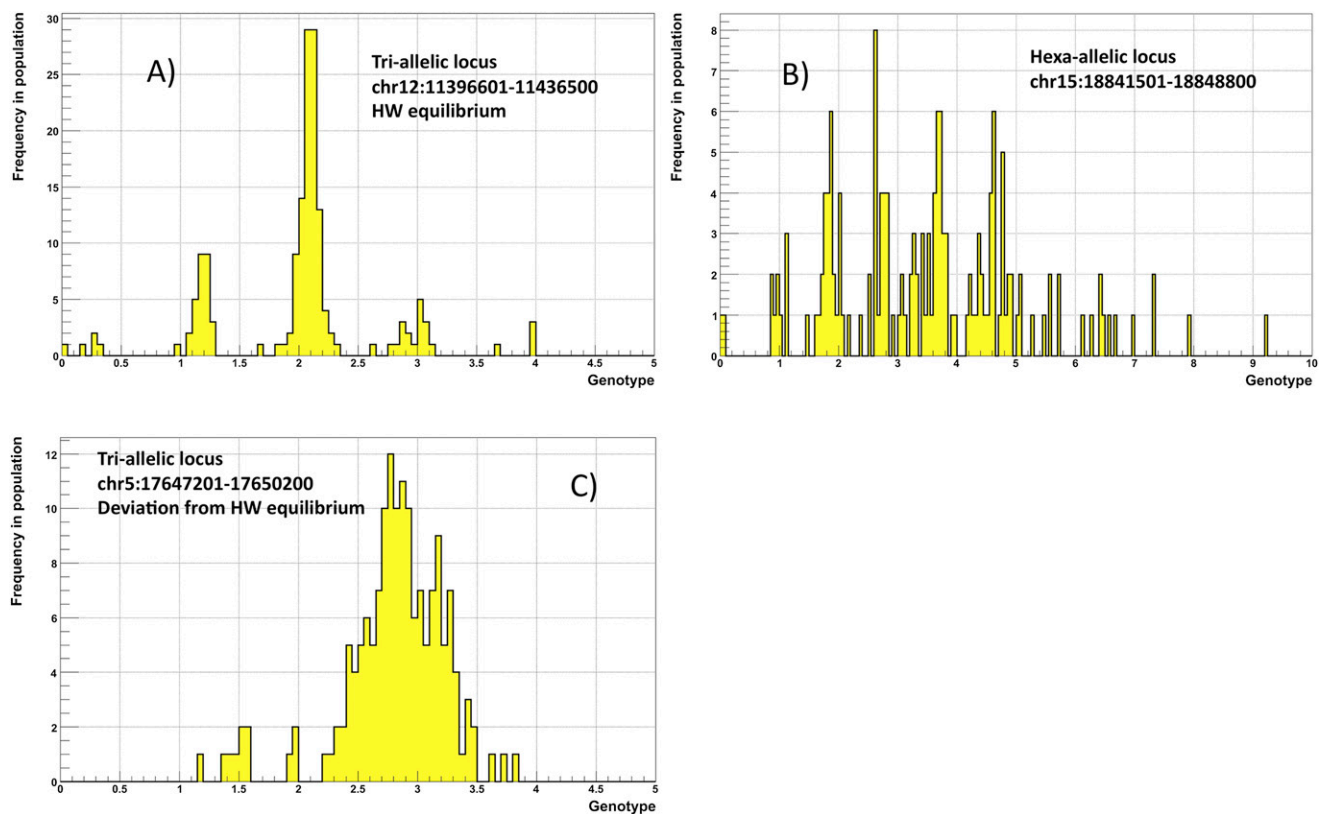 Frequency in population
30
25
20
15
10
5
0
A)
Tri-allelic locus
chr12:11396601-11436500
HW equilibrium
0 0.5 1 1.5 2 2.5 3 3.5 4 4.5 5
Genotype
Frequency in population
8
7
6
5
4
3
2
1
0
B)
Hexa-allelic locus
chr15:18841501-18848800
0 1 2 3 4 5 6 7 8 9 10
Genotype
Frequency in population
12
10
8
6
4
2
0
Tri-allelic locus
chr5:17647201-17650200
Deviation from HW equilibrium
C)
0 0.5 1 1.5 2 2.5 3 3.5 4 4.5 5
Genotype